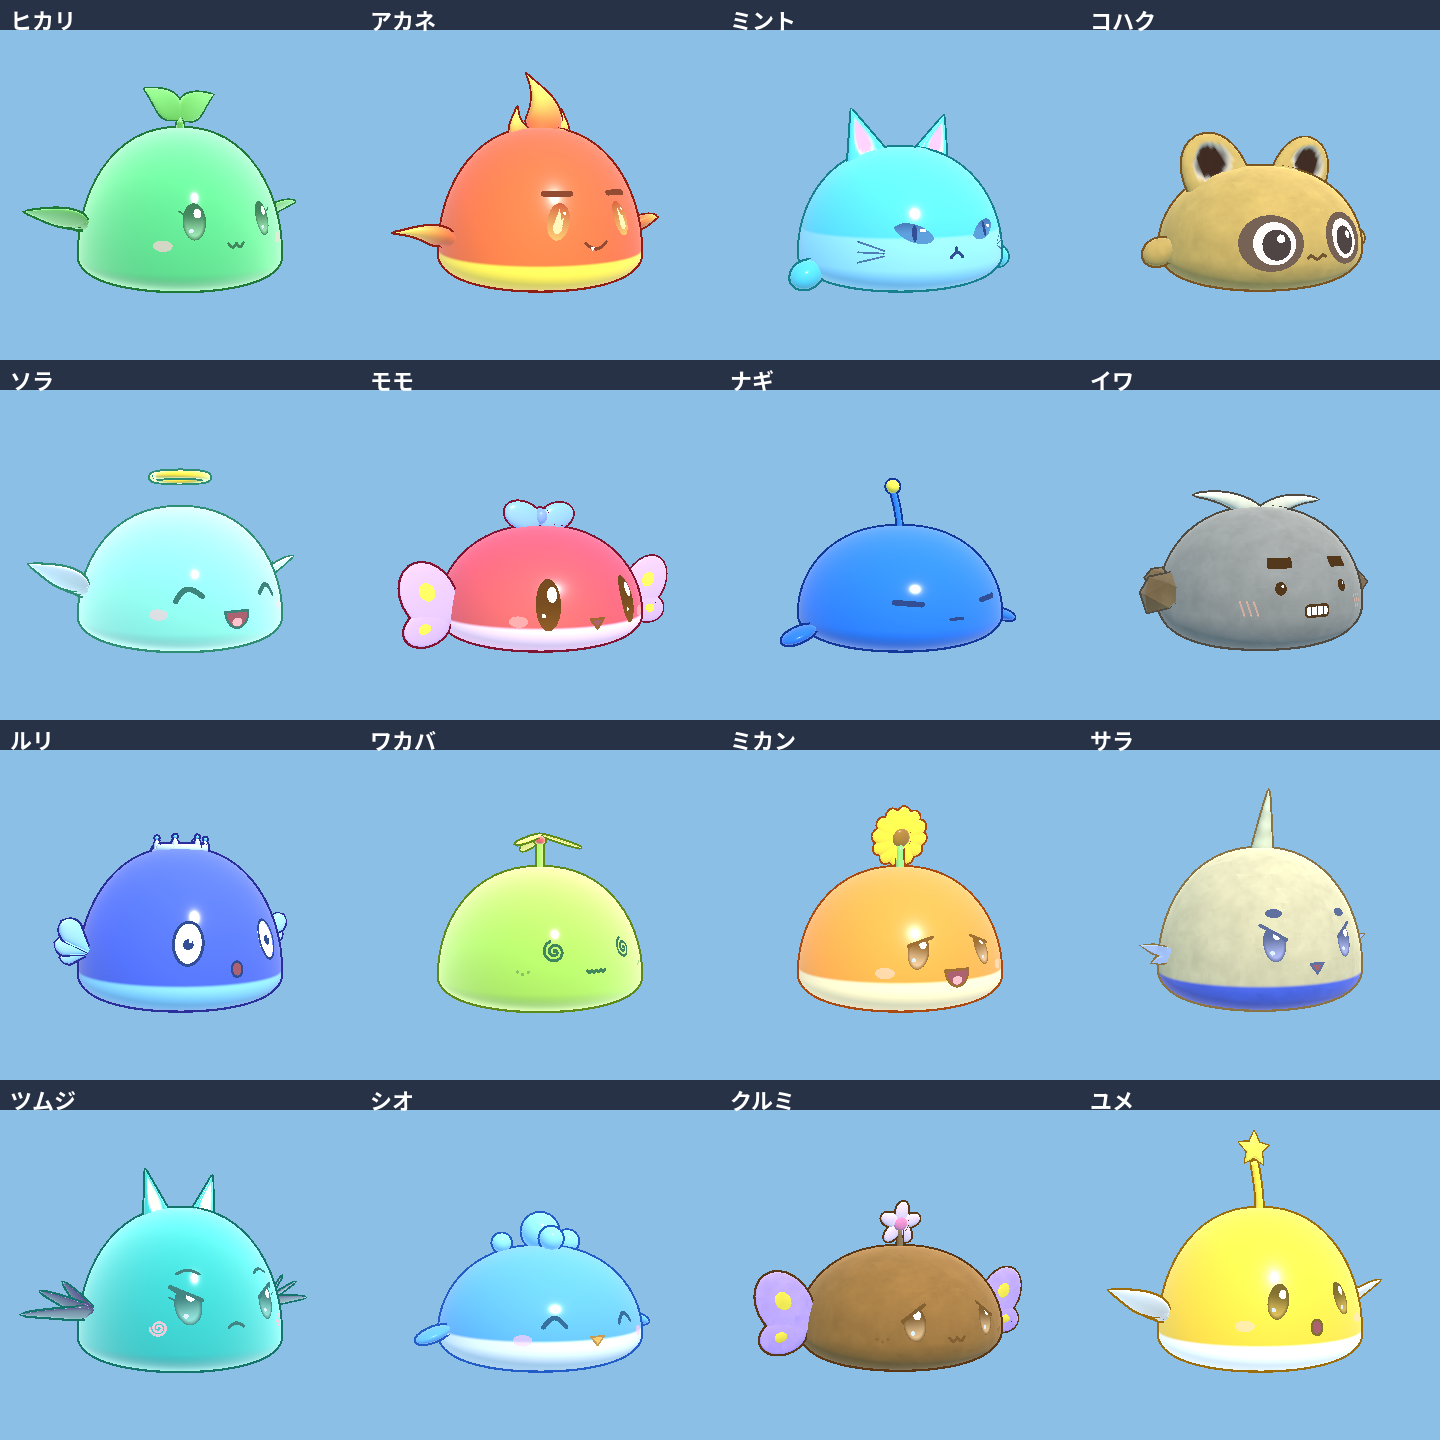 ヒカリ
アカネ
ミント
コハク
ソラ
モモ
ナギ
イワ
ルリ
ワカバ
ミカン
サラ
ツムジ
シオ
クルミ
ユメ